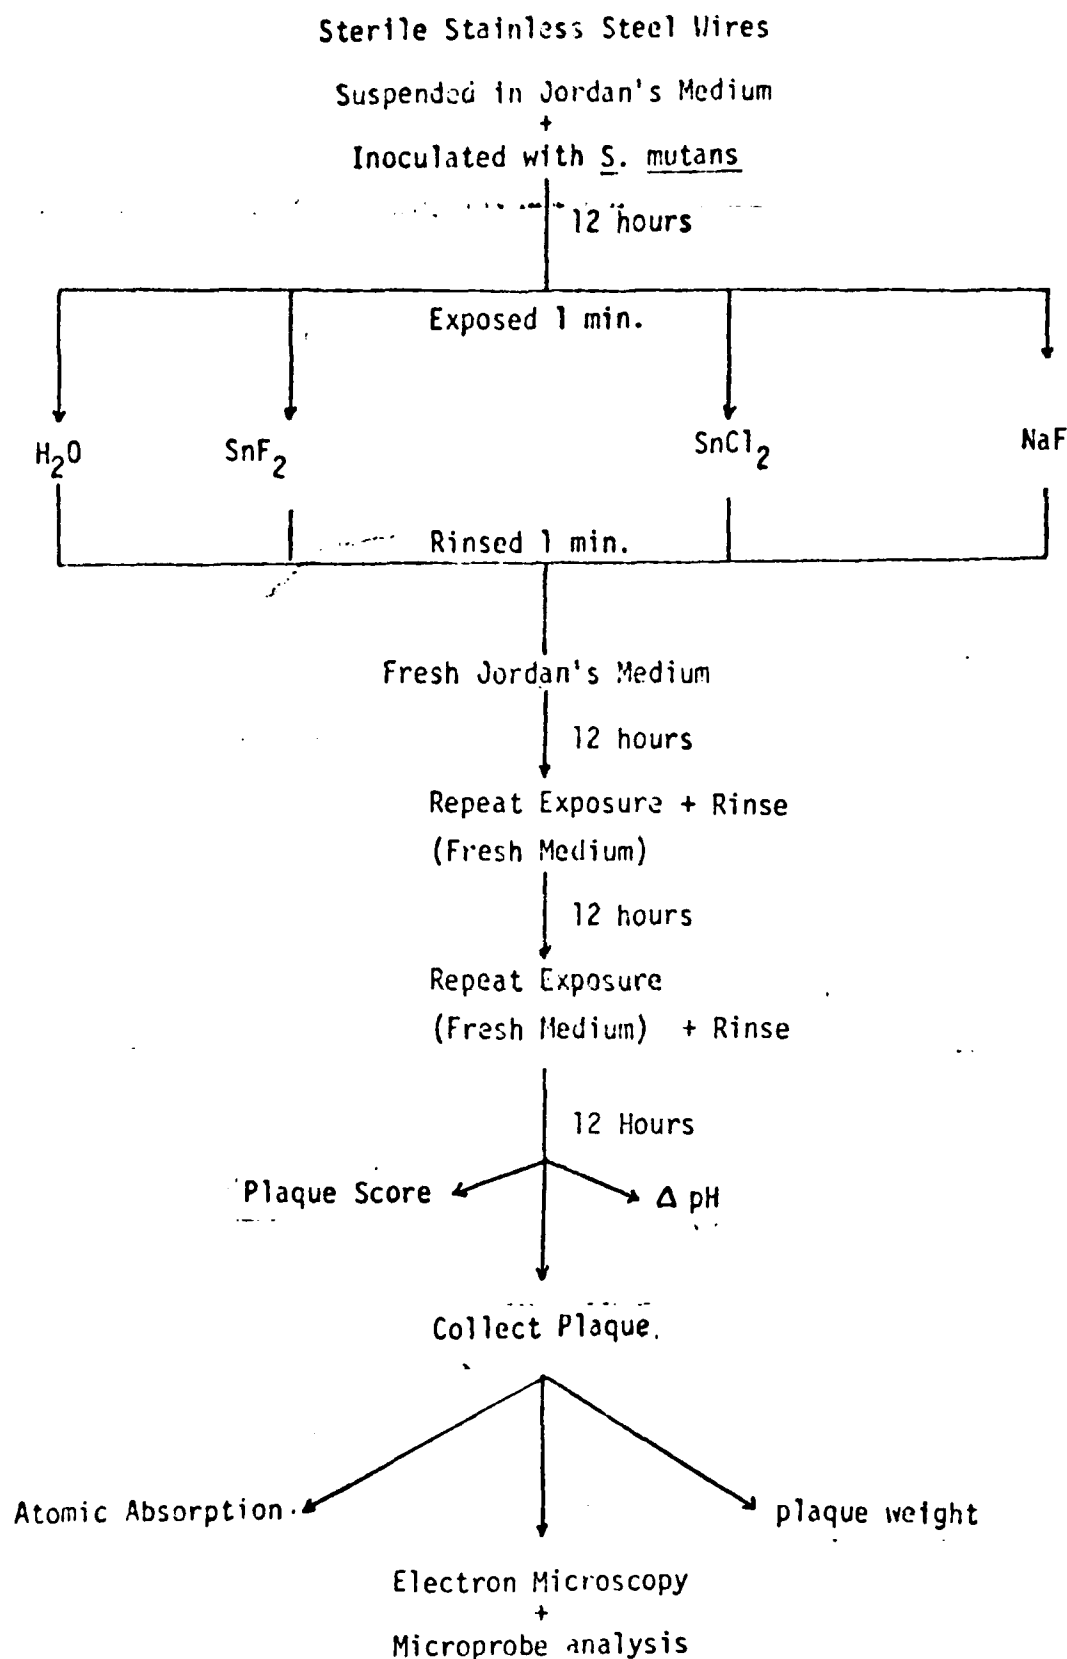 Sterile Stainless Steel Wires
Suspended in Jordan's Medium
+
Inoculated with S. mutans
12 hours
Exposed 1 min.
H2O SnF2 SnCl2 NaF
Rinsed 1 min.
Fresh Jordan's Medium
12 hours
Repeat Exposure + Rinse
(Fresh Medium)
12 hours
Repeat Exposure
(Fresh Medium) + Rinse
12 Hours
Plaque Score Δ pH
Collect Plaque.
Atomic Absorption plaque weight
Electron Microscopy
+
Microprobe analysis